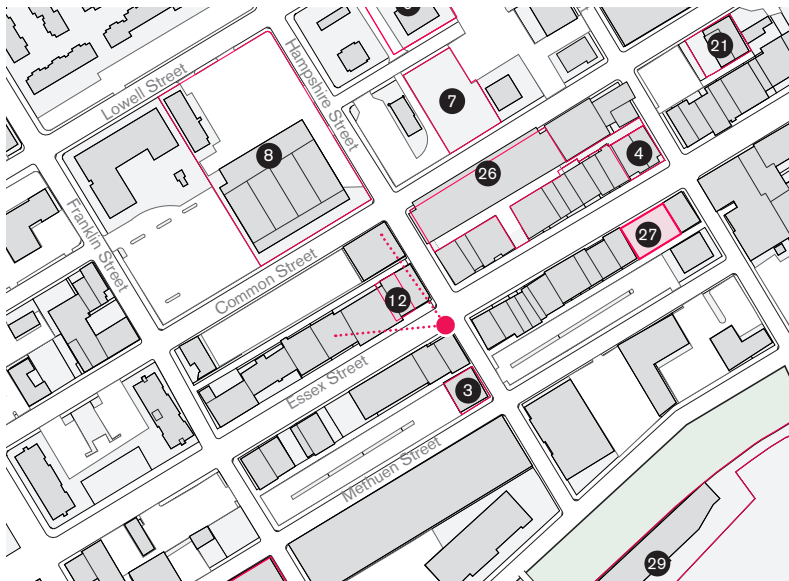 21
Hampshire Street
Lowell Street
7
8
4
26
Franklin Street
27
Common Street
12
Essex Street
3
Methuen Street
29